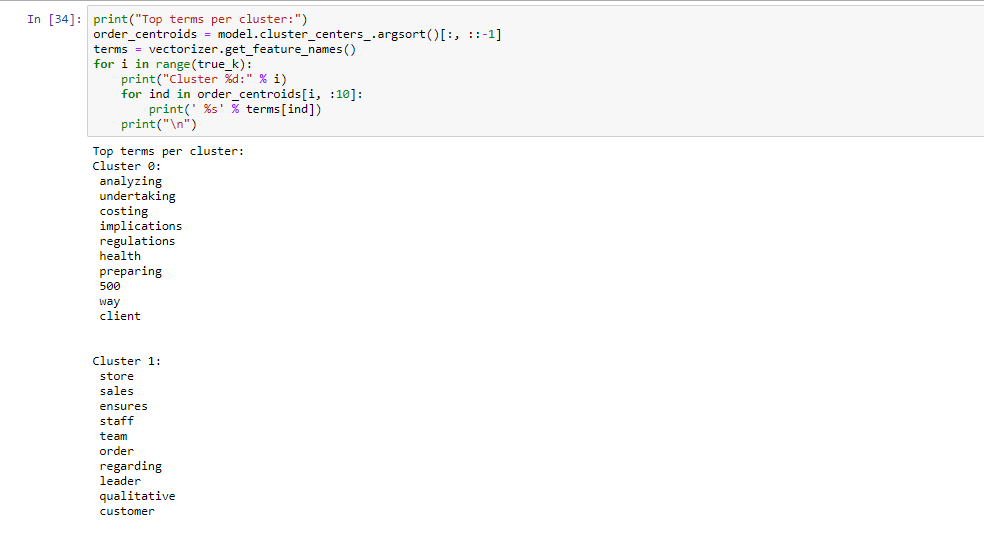 In [34]: print("Top terms per cluster:")
order_centroids = model.cluster_centers_.argsort()[:, ::-1]
terms = vectorizer.get_feature_names()
for i in range(true_k):
    print("Cluster %d:" % i)
    for ind in order_centroids[i, :10]:
        print(' %s' % terms[ind])
    print("\n")
Top terms per cluster:
Cluster 0:
 analyzing
 undertaking
 costing
 implications
 regulations
 health
 preparing
 500
 way
 client
Cluster 1:
 store
 sales
 ensures
 staff
 team
 order
 regarding
 leader
 qualitative
 customer